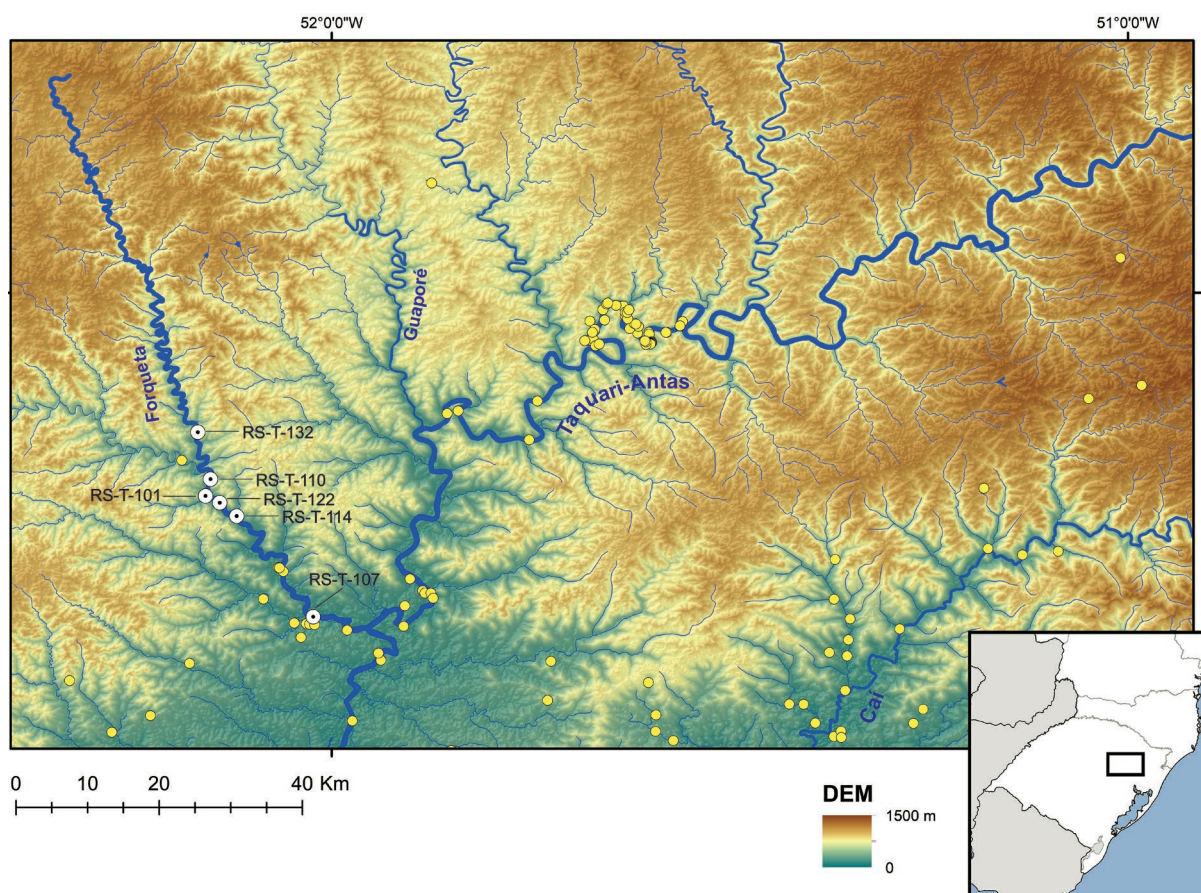 52°0'0"W
51°0'0"W
Guaporé
Forqueta
Taquari-Antas
RS-T-132
RS-T-110
RS-T-101
RS-T-122
RS-T-114
RS-T-107
Caí
0 10 20 40 Km
DEM
1500 m
0